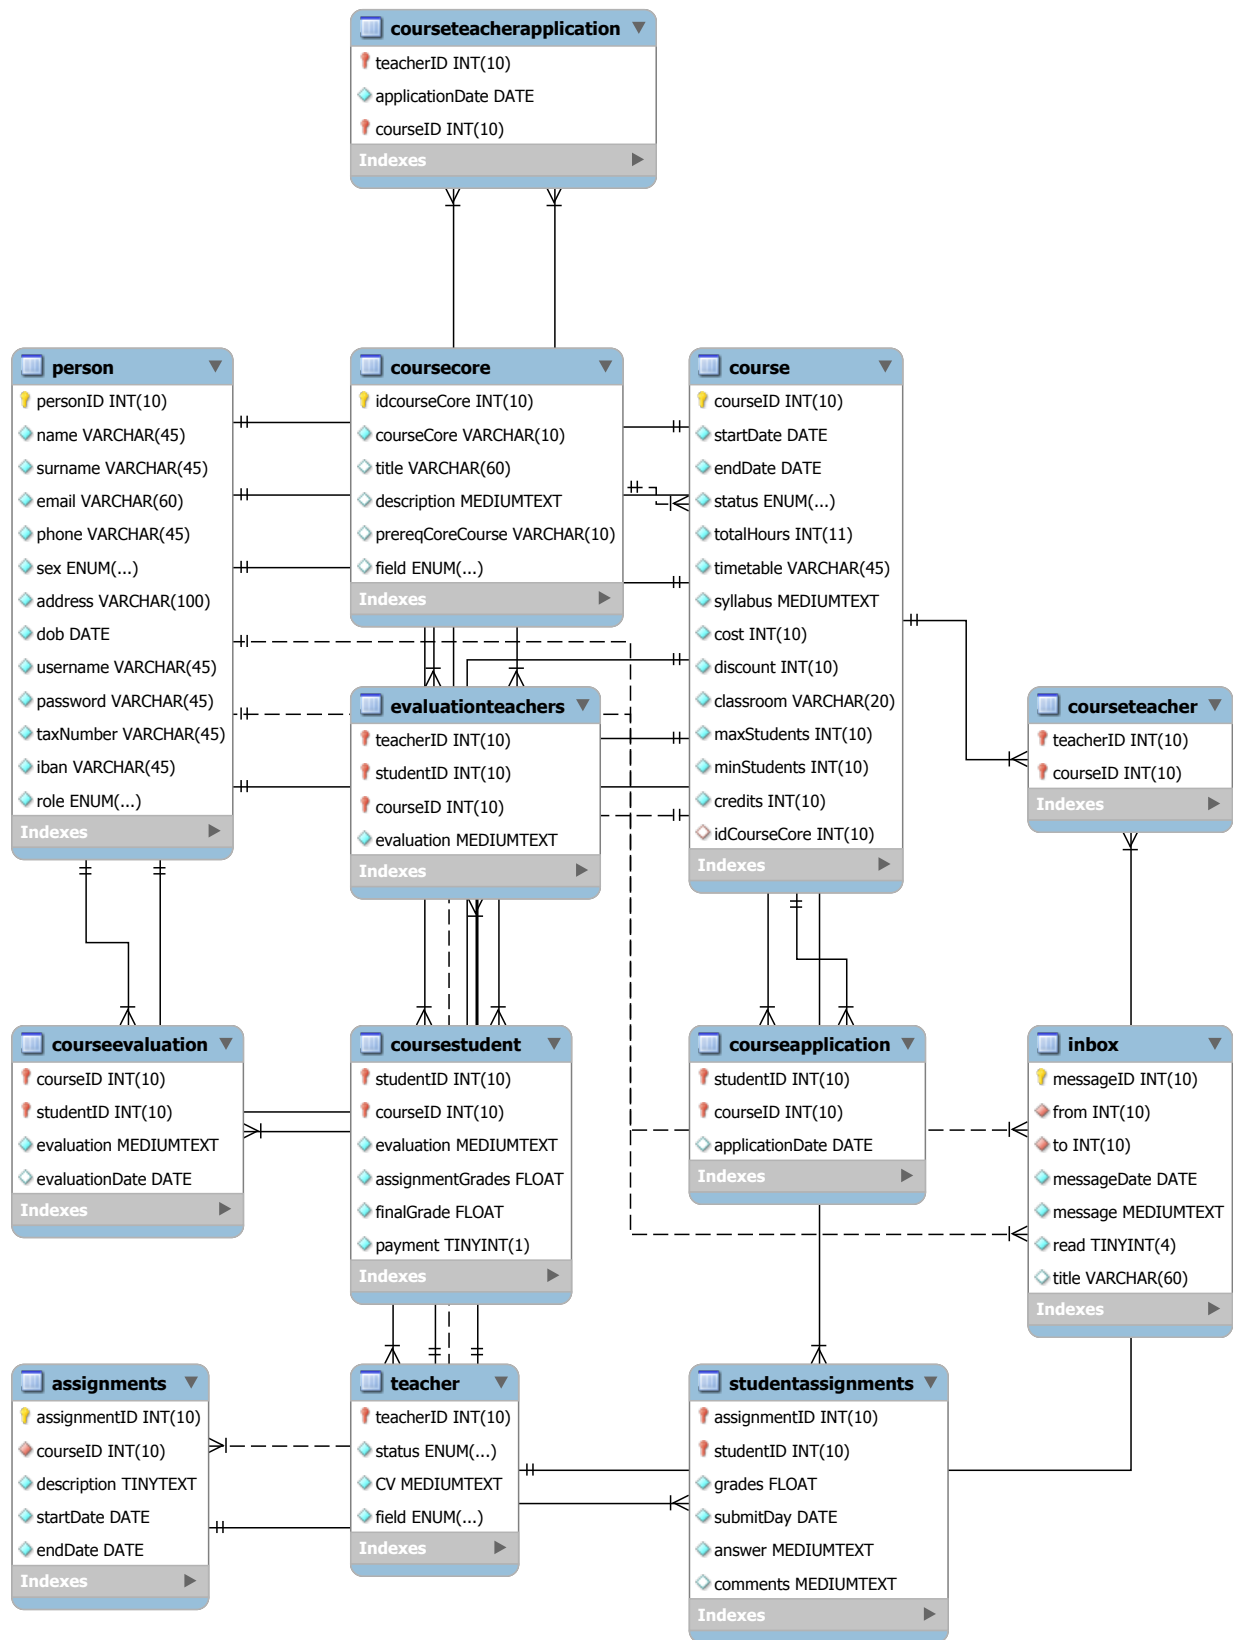 courseteacherapplication
teacherID INT(10)
applicationDate DATE
courseID INT(10)
Indexes
person
personID INT(10)
name VARCHAR(45)
surname VARCHAR(45)
email VARCHAR(60)
phone VARCHAR(45)
sex ENUM(...)
address VARCHAR(100)
dob DATE
username VARCHAR(45)
password VARCHAR(45)
taxNumber VARCHAR(45)
iban VARCHAR(45)
role ENUM(...)
Indexes
coursecore
idcourseCore INT(10)
courseCore VARCHAR(10)
title VARCHAR(60)
description MEDIUMTEXT
prereqCoreCourse VARCHAR(10)
field ENUM(...)
Indexes
course
courseID INT(10)
startDate DATE
endDate DATE
status ENUM(...)
totalHours INT(11)
timetable VARCHAR(45)
syllabus MEDIUMTEXT
cost INT(10)
discount INT(10)
classroom VARCHAR(20)
maxStudents INT(10)
minStudents INT(10)
credits INT(10)
idCourseCore INT(10)
Indexes
evaluationteachers
teacherID INT(10)
studentID INT(10)
courseID INT(10)
evaluation MEDIUMTEXT
Indexes
courseteacher
teacherID INT(10)
courseID INT(10)
Indexes
courseevaluation
courseID INT(10)
studentID INT(10)
evaluation MEDIUMTEXT
evaluationDate DATE
Indexes
coursestudent
studentID INT(10)
courseID INT(10)
evaluation MEDIUMTEXT
assignmentGrades FLOAT
finalGrade FLOAT
payment TINYINT(1)
Indexes
courseapplication
studentID INT(10)
courseID INT(10)
applicationDate DATE
Indexes
inbox
messageID INT(10)
from INT(10)
to INT(10)
messageDate DATE
message MEDIUMTEXT
read TINYINT(4)
title VARCHAR(60)
Indexes
assignments
assignmentID INT(10)
courseID INT(10)
description TINYTEXT
startDate DATE
endDate DATE
Indexes
teacher
teacherID INT(10)
status ENUM(...)
CV MEDIUMTEXT
field ENUM(...)
Indexes
studentassignments
assignmentID INT(10)
studentID INT(10)
grades FLOAT
submitDay DATE
answer MEDIUMTEXT
comments MEDIUMTEXT
Indexes